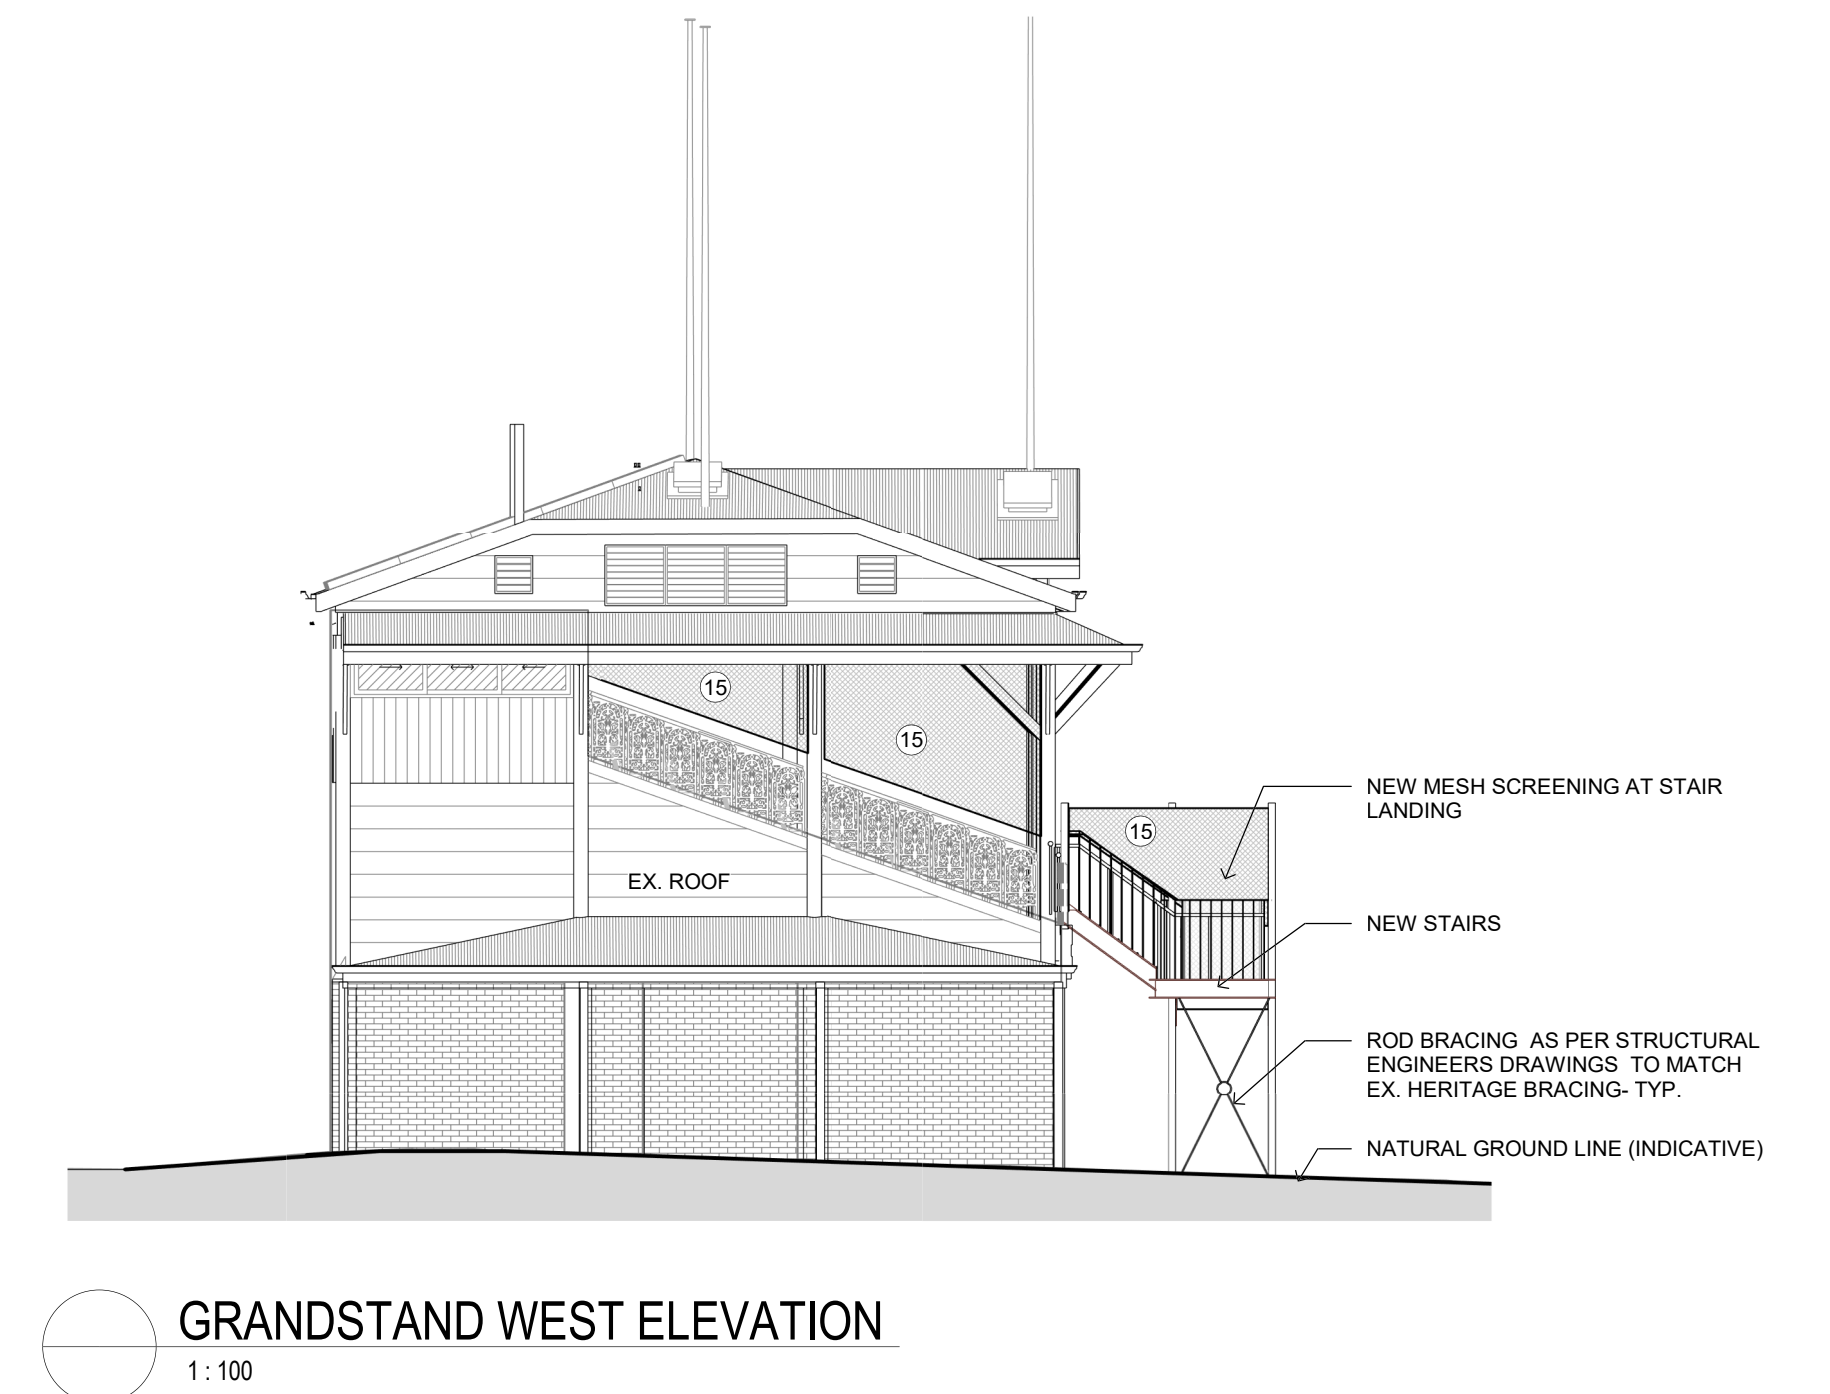 15
15
NEW MESH SCREENING AT STAIR
LANDING
15
EX. ROOF
NEW STAIRS
ROD BRACING AS PER STRUCTURAL
ENGINEERS DRAWINGS TO MATCH
EX. HERITAGE BRACING- TYP.
NATURAL GROUND LINE (INDICATIVE)
GRANDSTAND WEST ELEVATION
1 : 100